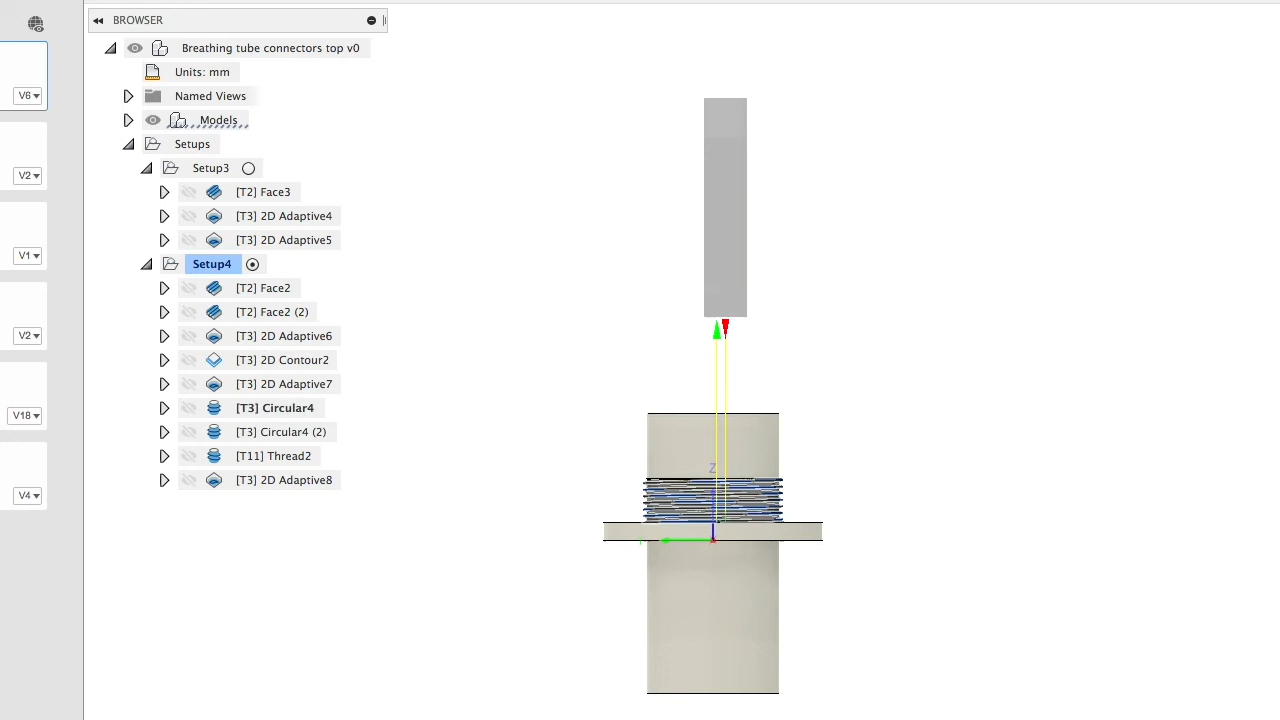 BROWSER
Breathing tube connectors top v0
Units: mm
Named Views
Models
Setups
Setup3
[T2] Face3
[T3] 2D Adaptive4
[T3] 2D Adaptive5
Setup4
[T2] Face2
[T2] Face2 (2)
[T3] 2D Adaptive6
[T3] 2D Contour2
[T3] 2D Adaptive7
[T3] Circular4
[T3] Circular4 (2)
[T11] Thread2
[T3] 2D Adaptive8
V6
V2
V1
V2
V18
V4
Z